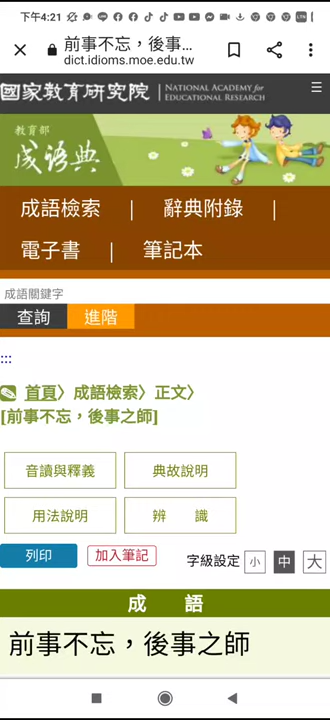 下午4:21
前事不忘，後事...
dict.idioms.moe.edu.tw
國家教育研究院 | NATIONAL ACADEMY for EDUCATIONAL RESEARCH
教育部
成語典
成語檢索 | 辭典附錄 |
電子書 | 筆記本
成語關鍵字
查詢 進階
:::
首頁〉成語檢索〉正文〉
[前事不忘，後事之師]
音讀與釋義 典故說明
用法說明 辨 識
列印 加入筆記 字級設定 小 中 大
成 語
前事不忘，後事之師